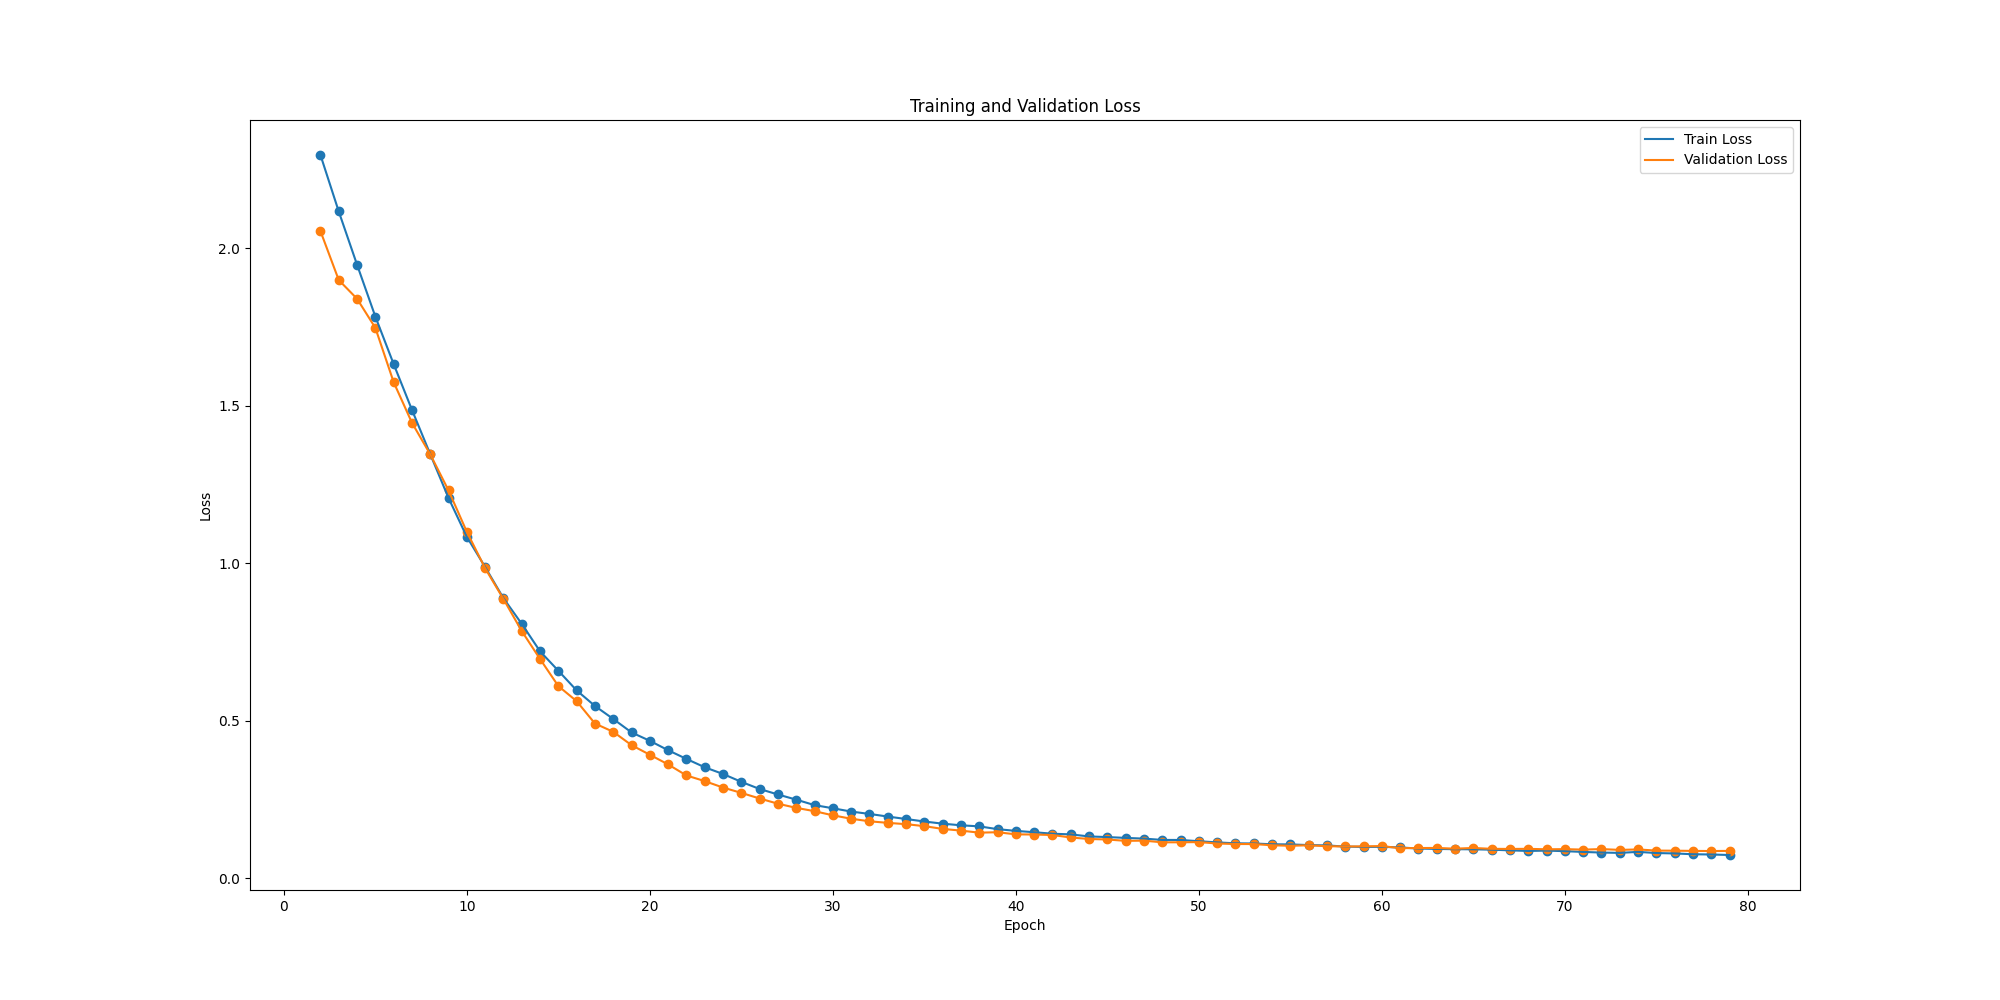 Training and Validation Loss
Train Loss
Validation Loss
2.0
1.5
1.0
0.5
0.0
Loss
0 10 20 30 40 50 60 70 80
Epoch